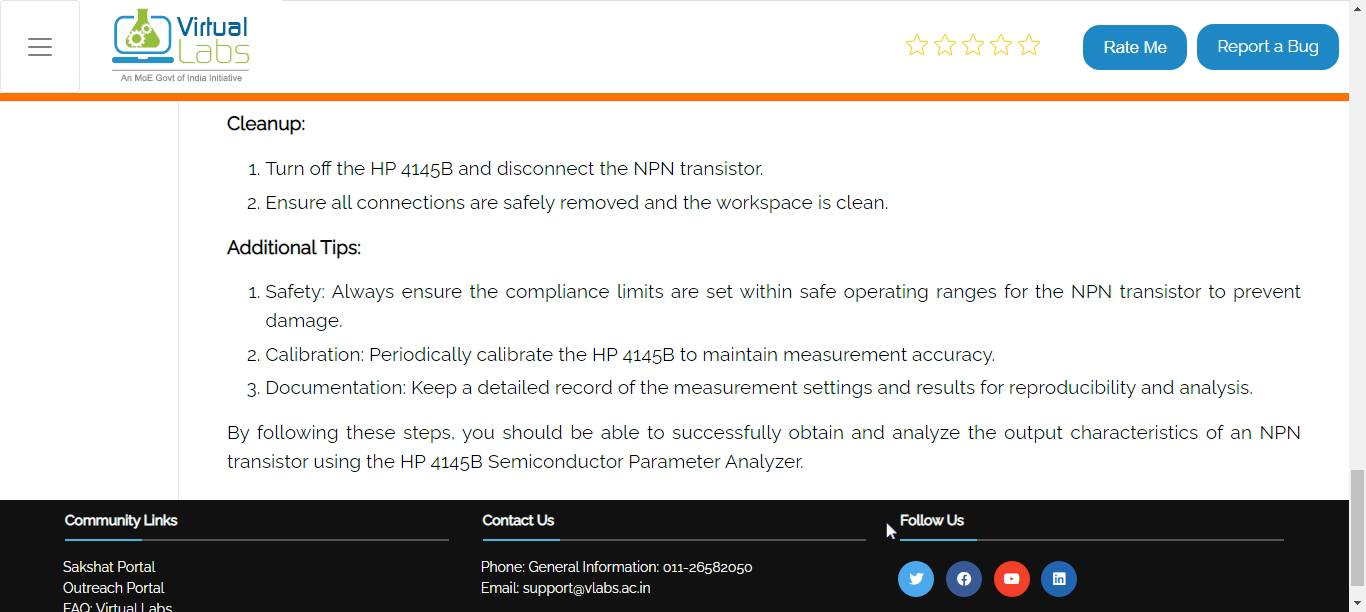 Virtual
Labs
An MoE Govt of India Initiative
Rate Me
Report a Bug
Cleanup:
1. Turn off the HP 4145B and disconnect the NPN transistor.
2. Ensure all connections are safely removed and the workspace is clean.
Additional Tips:
1. Safety: Always ensure the compliance limits are set within safe operating ranges for the NPN transistor to prevent
damage.
2. Calibration: Periodically calibrate the HP 4145B to maintain measurement accuracy.
3. Documentation: Keep a detailed record of the measurement settings and results for reproducibility and analysis.
By following these steps, you should be able to successfully obtain and analyze the output characteristics of an NPN
transistor using the HP 4145B Semiconductor Parameter Analyzer.
Community Links
Sakshat Portal
Outreach Portal
FAQ: Virtual Labs
Contact Us
Phone: General Information: 011-26582050
Email: support@vlabs.ac.in
Follow Us